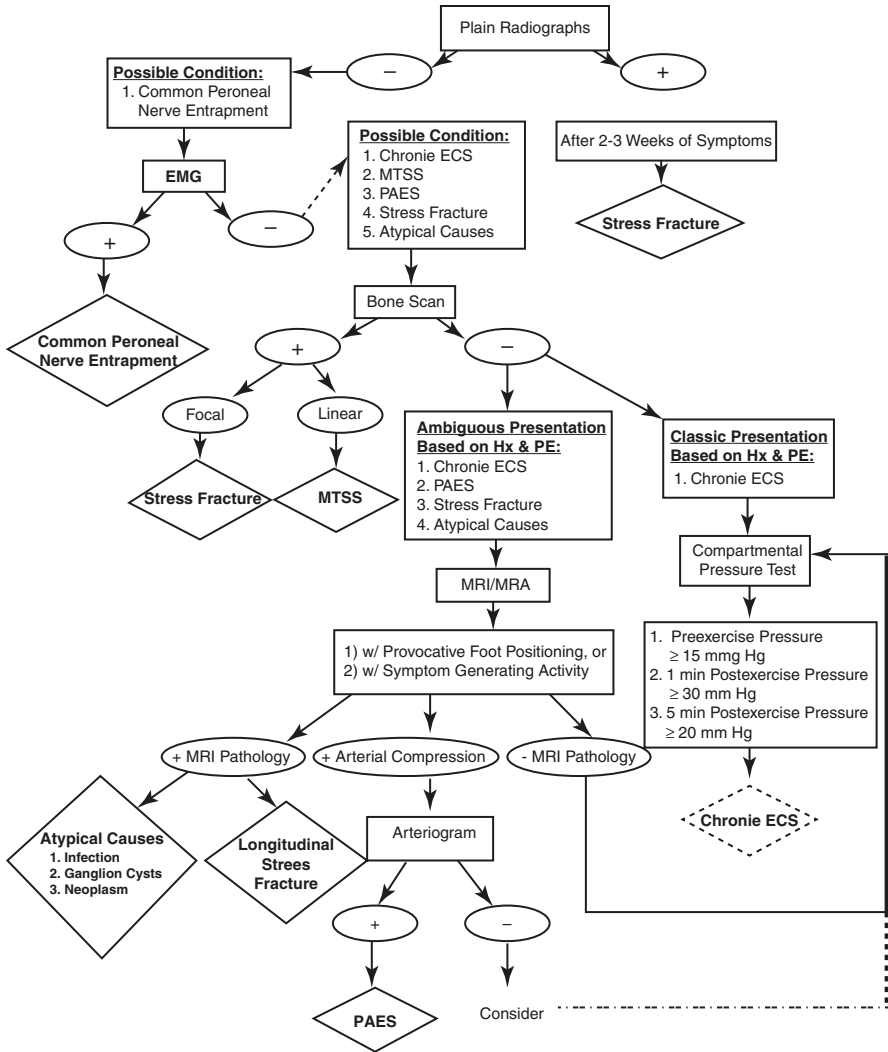 Plain Radiographs
−
+
Possible Condition:
1. Common Peroneal
Nerve Entrapment
EMG
+
−
Common Peroneal
Nerve Entrapment
Possible Condition:
1. Chronie ECS
2. MTSS
3. PAES
4. Stress Fracture
5. Atypical Causes
After 2-3 Weeks of Symptoms
Stress Fracture
Bone Scan
+
−
Focal
Linear
Stress Fracture
MTSS
Ambiguous Presentation
Based on Hx & PE:
1. Chronie ECS
2. PAES
3. Stress Fracture
4. Atypical Causes
Classic Presentation
Based on Hx & PE:
1. Chronie ECS
MRI/MRA
Compartmental
Pressure Test
1) w/ Provocative Foot Positioning, or
2) w/ Symptom Generating Activity
1. Preexercise Pressure
≥ 15 mmg Hg
2. 1 min Postexercise Pressure
≥ 30 mm Hg
3. 5 min Postexercise Pressure
≥ 20 mm Hg
+ MRI Pathology
+ Arterial Compression
- MRI Pathology
Chronie ECS
Atypical Causes
1. Infection
2. Ganglion Cysts
3. Neoplasm
Longitudinal
Strees
Fracture
Arteriogram
+
−
PAES
Consider